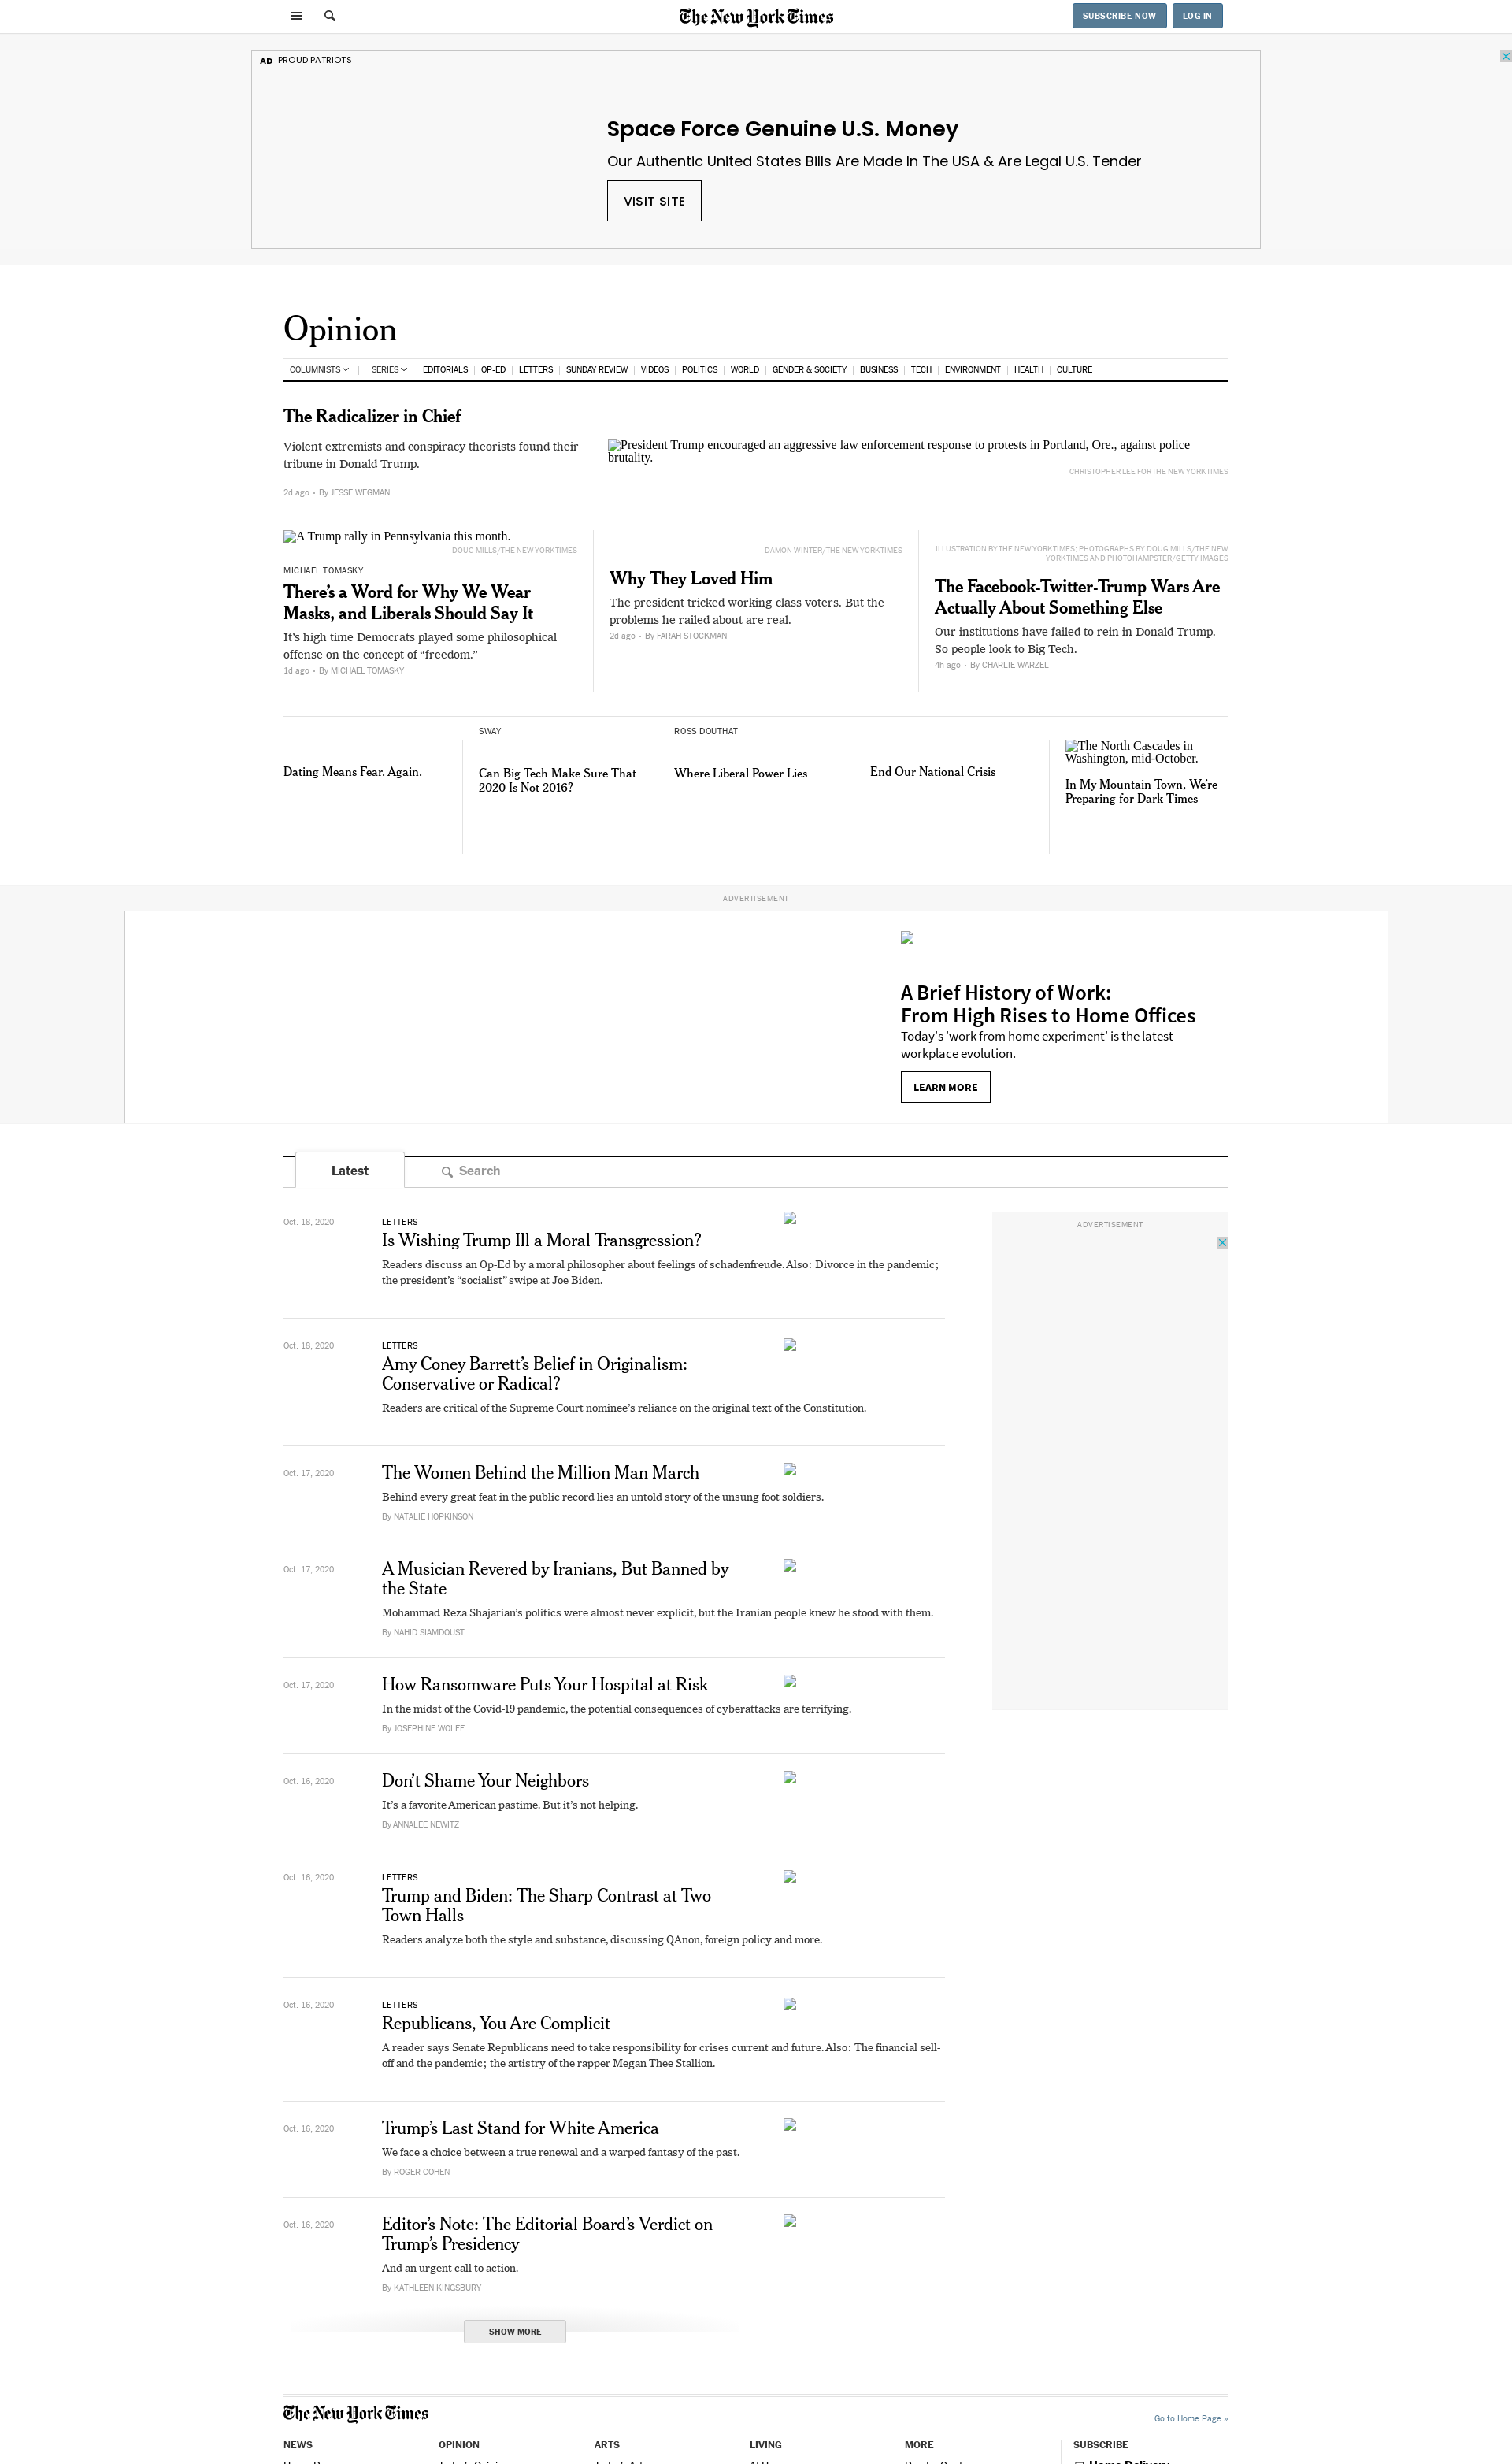 The New York Times
SUBSCRIBE NOW
LOG IN
AD PROUD PATRIOTS
Space Force Genuine U.S. Money
Our Authentic United States Bills Are Made In The USA & Are Legal U.S. Tender
VISIT SITE
Opinion
COLUMNISTS
SERIES
EDITORIALS
OP-ED
LETTERS
SUNDAY REVIEW
VIDEOS
POLITICS
WORLD
GENDER & SOCIETY
BUSINESS
TECH
ENVIRONMENT
HEALTH
CULTURE
The Radicalizer in Chief
Violent extremists and conspiracy theorists found their
tribune in Donald Trump.
2d ago • By JESSE WEGMAN
President Trump encouraged an aggressive law enforcement response to protests in Portland, Ore., against police
brutality.
CHRISTOPHER LEE FOR THE NEW YORK TIMES
A Trump rally in Pennsylvania this month.
DOUG MILLS/THE NEW YORK TIMES
MICHAEL TOMASKY
There’s a Word for Why We Wear
Masks, and Liberals Should Say It
It’s high time Democrats played some philosophical
offense on the concept of “freedom.”
1d ago • By MICHAEL TOMASKY
DAMON WINTER/THE NEW YORK TIMES
Why They Loved Him
The president tricked working-class voters. But the
problems he railed about are real.
2d ago • By FARAH STOCKMAN
ILLUSTRATION BY THE NEW YORK TIMES; PHOTOGRAPHS BY DOUG MILLS/THE NEW
YORK TIMES AND PHOTOHAMPSTER/GETTY IMAGES
The Facebook-Twitter-Trump Wars Are
Actually About Something Else
Our institutions have failed to rein in Donald Trump.
So people look to Big Tech.
4h ago • By CHARLIE WARZEL
Dating Means Fear. Again.
SWAY
Can Big Tech Make Sure That
2020 Is Not 2016?
ROSS DOUTHAT
Where Liberal Power Lies
End Our National Crisis
The North Cascades in
Washington, mid-October.
In My Mountain Town, We’re
Preparing for Dark Times
ADVERTISEMENT
A Brief History of Work:
From High Rises to Home Offices
Today's 'work from home experiment' is the latest
workplace evolution.
LEARN MORE
Latest
Search
ADVERTISEMENT
Oct. 18, 2020
LETTERS
Is Wishing Trump Ill a Moral Transgression?
Readers discuss an Op-Ed by a moral philosopher about feelings of schadenfreude. Also: Divorce in the pandemic;
the president’s “socialist” swipe at Joe Biden.
Oct. 18, 2020
LETTERS
Amy Coney Barrett’s Belief in Originalism:
Conservative or Radical?
Readers are critical of the Supreme Court nominee’s reliance on the original text of the Constitution.
Oct. 17, 2020
The Women Behind the Million Man March
Behind every great feat in the public record lies an untold story of the unsung foot soldiers.
By NATALIE HOPKINSON
Oct. 17, 2020
A Musician Revered by Iranians, But Banned by
the State
Mohammad Reza Shajarian’s politics were almost never explicit, but the Iranian people knew he stood with them.
By NAHID SIAMDOUST
Oct. 17, 2020
How Ransomware Puts Your Hospital at Risk
In the midst of the Covid-19 pandemic, the potential consequences of cyberattacks are terrifying.
By JOSEPHINE WOLFF
Oct. 16, 2020
Don’t Shame Your Neighbors
It’s a favorite American pastime. But it’s not helping.
By ANNALEE NEWITZ
Oct. 16, 2020
LETTERS
Trump and Biden: The Sharp Contrast at Two
Town Halls
Readers analyze both the style and substance, discussing QAnon, foreign policy and more.
Oct. 16, 2020
LETTERS
Republicans, You Are Complicit
A reader says Senate Republicans need to take responsibility for crises current and future. Also: The financial sell-
off and the pandemic; the artistry of the rapper Megan Thee Stallion.
Oct. 16, 2020
Trump’s Last Stand for White America
We face a choice between a true renewal and a warped fantasy of the past.
By ROGER COHEN
Oct. 16, 2020
Editor’s Note: The Editorial Board’s Verdict on
Trump’s Presidency
And an urgent call to action.
By KATHLEEN KINGSBURY
SHOW MORE
The New York Times
Go to Home Page »
NEWS
OPINION
ARTS
LIVING
MORE
SUBSCRIBE